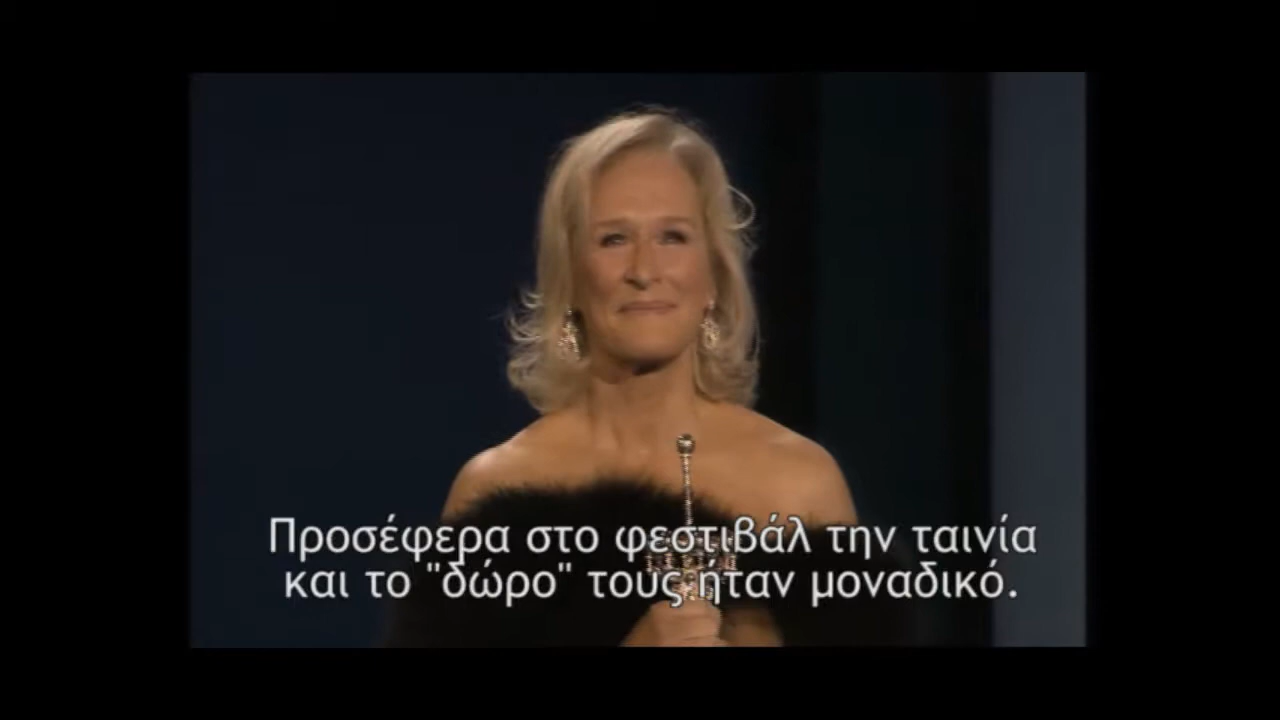 Προσέφερα στο φεστιβάλ την ταινία
και το "δώρο" τους ήταν μοναδικό.